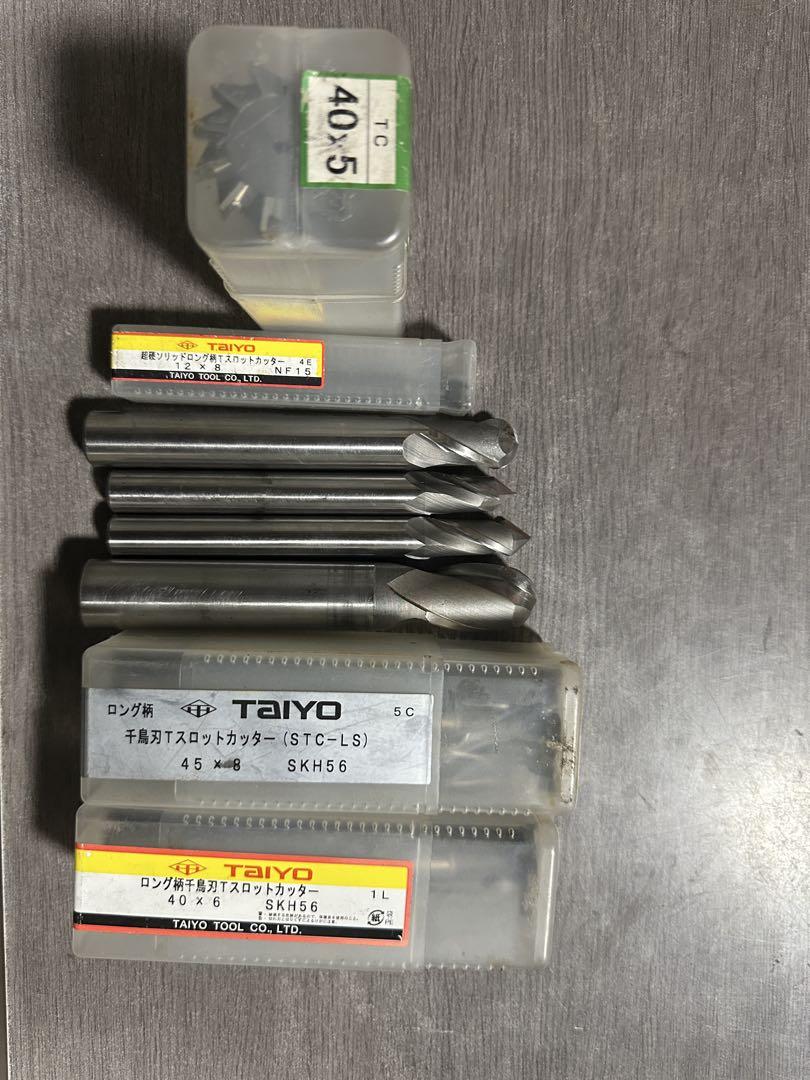 TC
40×5
TAIYO
超硬ソリッドロング柄Tスロットカッター 4E
12×8 NF15
TAIYO TOOL CO., LTD.
ロング柄 TAIYO 5C
千鳥刃Tスロットカッター(STC-LS)
45×8 SKH56
TAIYO
ロング柄千鳥刃Tスロットカッター 1L
40×6 SKH56
紙
袋
PE
TAIYO TOOL CO., LTD.